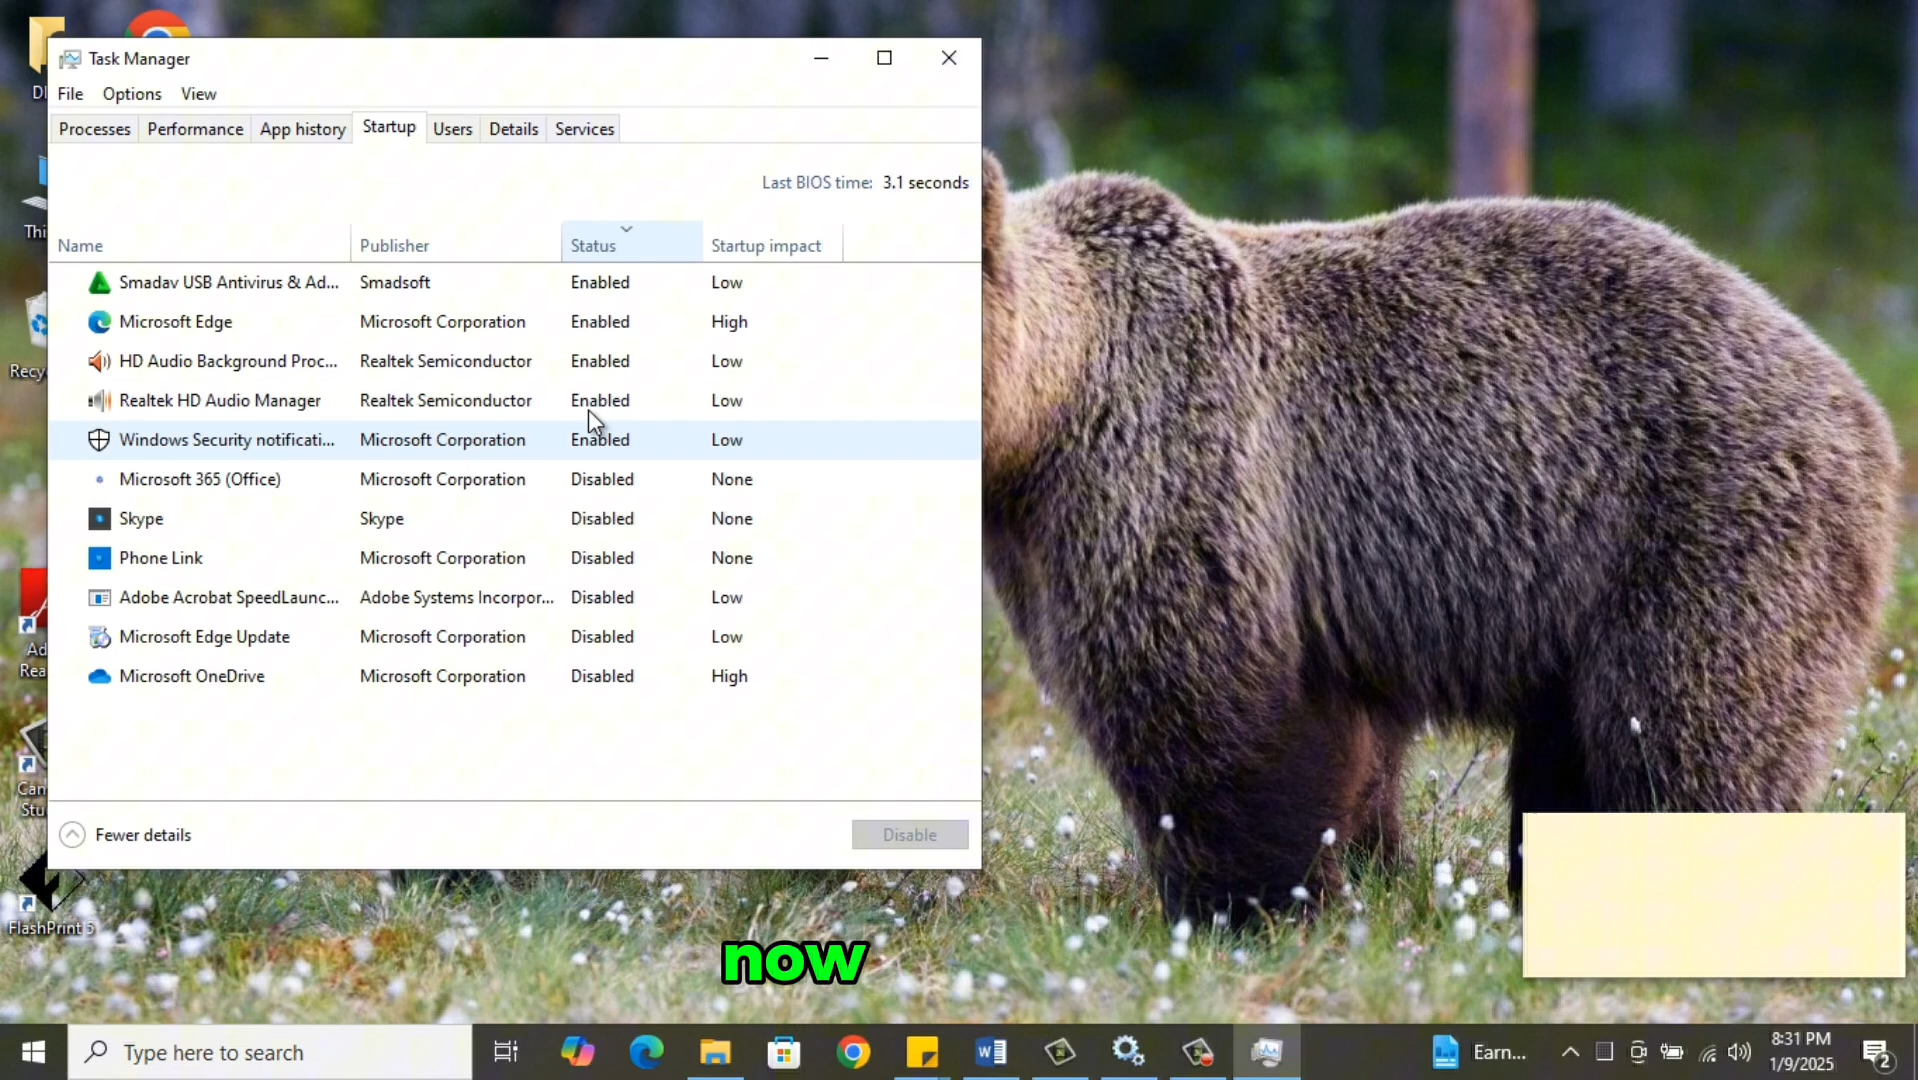 Task Manager
File Options View
Processes Performance App history Startup Users Details Services
Last BIOS time: 3.1 seconds
Name Publisher Status Startup impact
Smadav USB Antivirus & Ad... Smadsoft Enabled Low
Microsoft Edge Microsoft Corporation Enabled High
HD Audio Background Proc... Realtek Semiconductor Enabled Low
Realtek HD Audio Manager Realtek Semiconductor Enabled Low
Windows Security notificati... Microsoft Corporation Enabled Low
Microsoft 365 (Office) Microsoft Corporation Disabled None
Skype Skype Disabled None
Phone Link Microsoft Corporation Disabled None
Adobe Acrobat SpeedLaunc... Adobe Systems Incorpor... Disabled Low
Microsoft Edge Update Microsoft Corporation Disabled Low
Microsoft OneDrive Microsoft Corporation Disabled High
Fewer details Disable
FlashPrint 5
now
Type here to search
Earn...
8:31 PM
1/9/2025
2